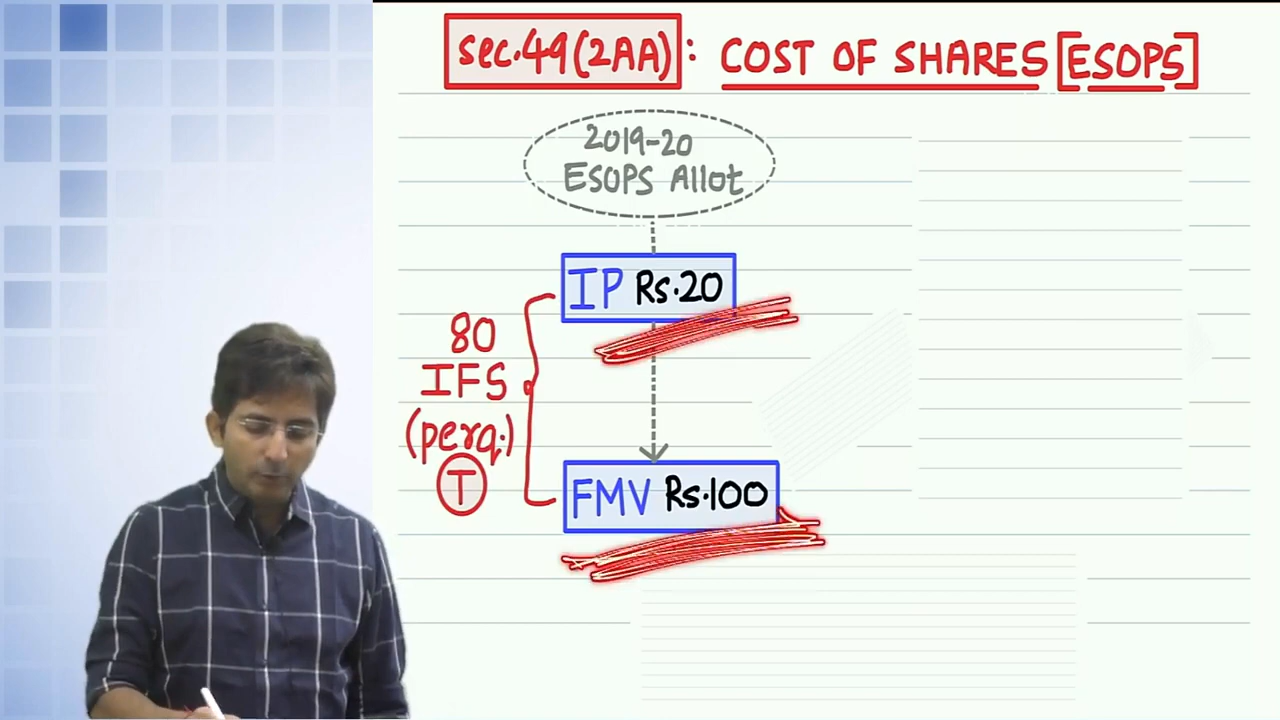 sec.49(2AA) : COST OF SHARES [ESOPS]
2019-20
ESOPS Allot
IP Rs.20
80
IFS
(perq.)
T
FMV Rs.100